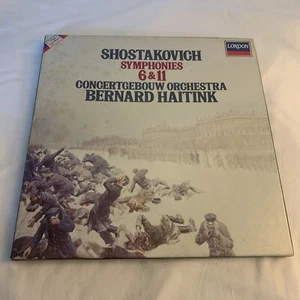 LONDON
SHOSTAKOVICH
SYMPHONIES
6 & 11
CONCERTGEBOUW ORCHESTRA
BERNARD HAITINK